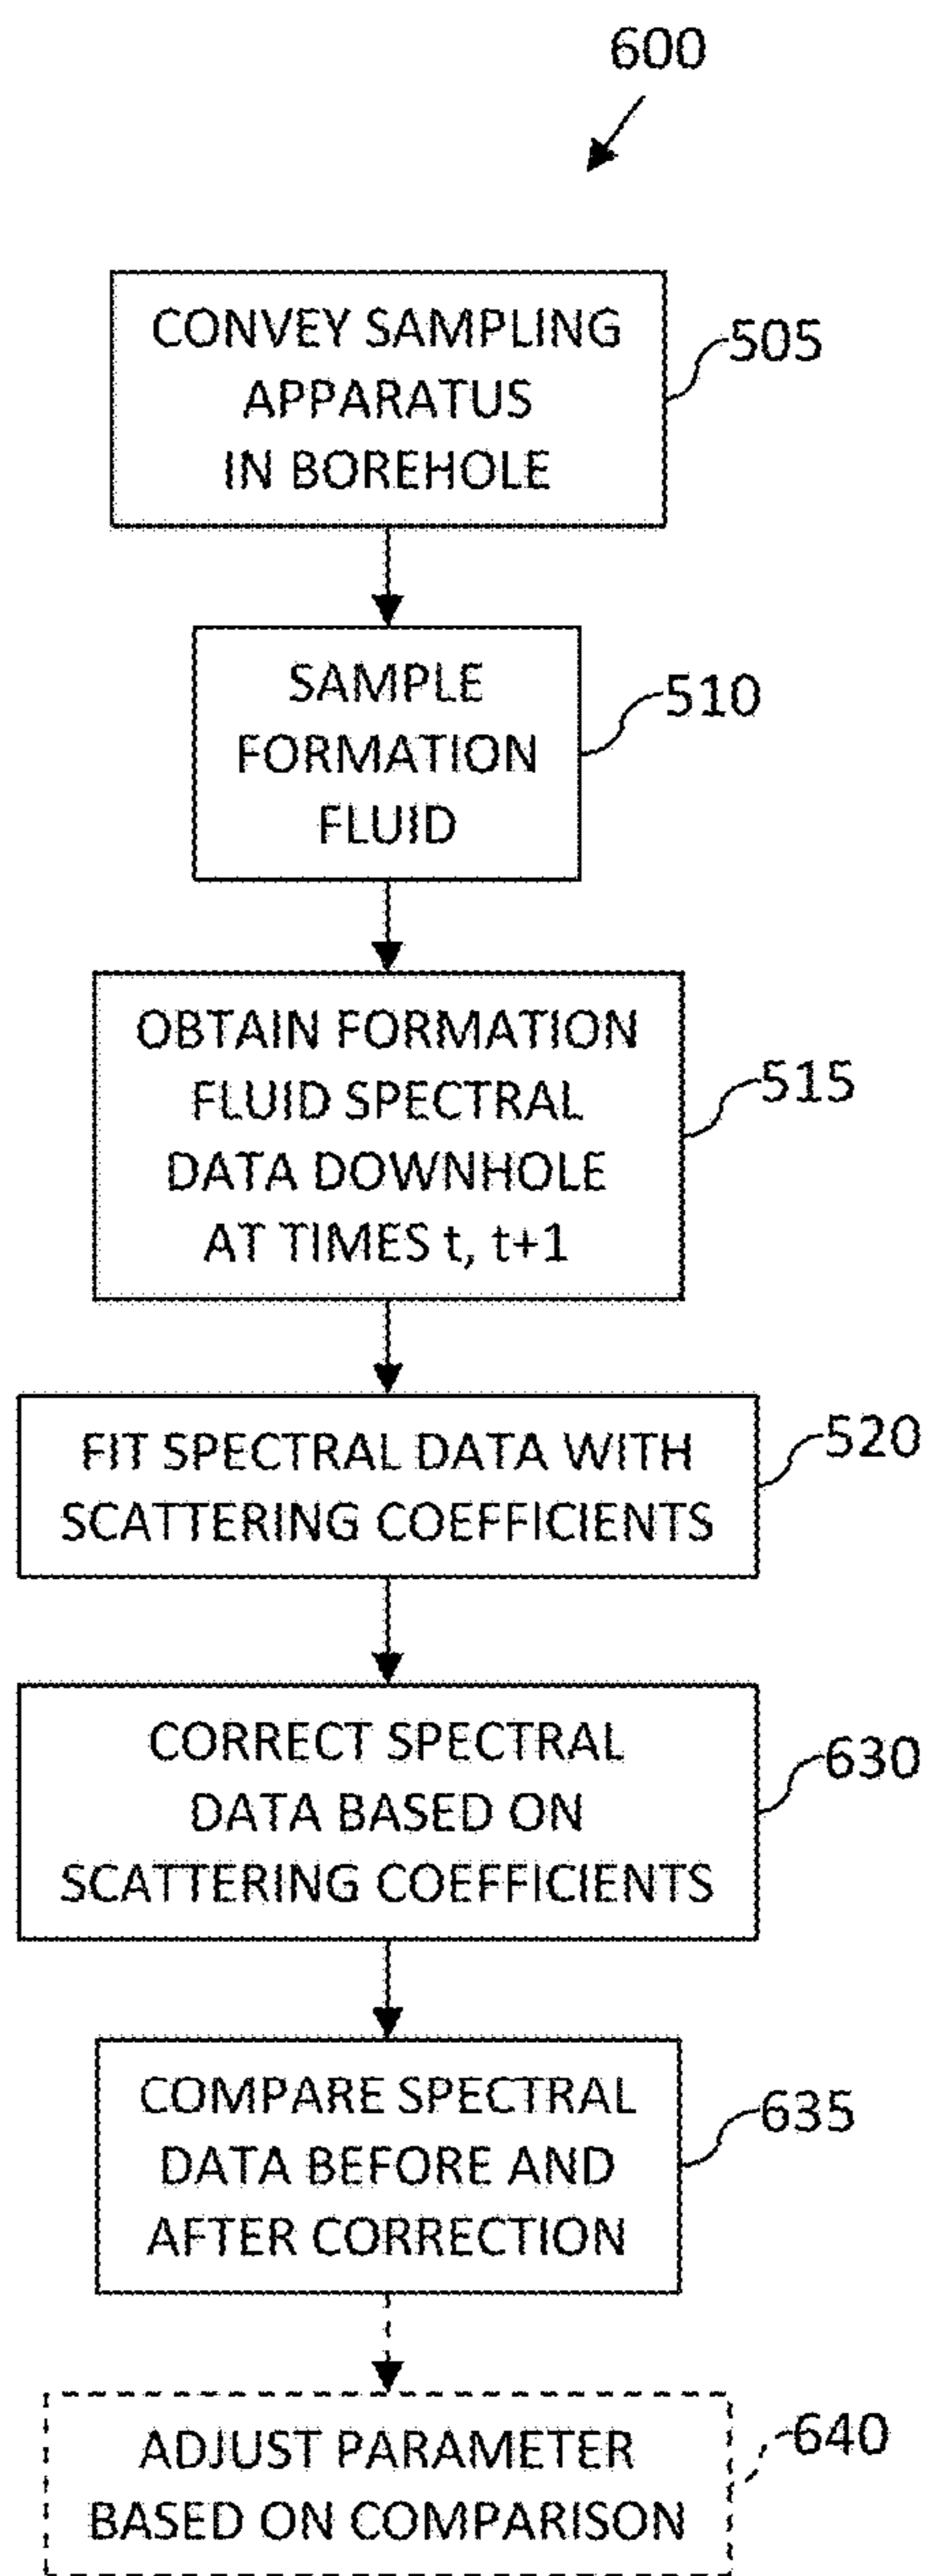 600
CONVEY SAMPLING
APPARATUS
IN BOREHOLE
505
SAMPLE
FORMATION
FLUID
510
OBTAIN FORMATION
FLUID SPECTRAL
DATA DOWNHOLE
AT TIMES t, t+1
515
FIT SPECTRAL DATA WITH
SCATTERING COEFFICIENTS
520
CORRECT SPECTRAL
DATA BASED ON
SCATTERING COEFFICIENTS
630
COMPARE SPECTRAL
DATA BEFORE AND
AFTER CORRECTION
635
ADJUST PARAMETER
BASED ON COMPARISON
640